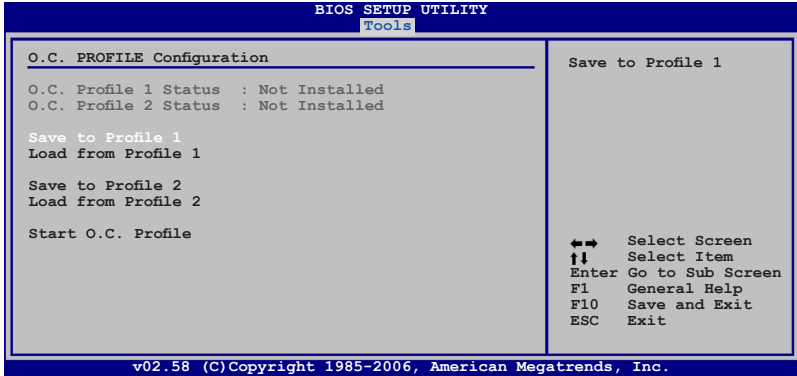 BIOS SETUP UTILITY
Tools
O.C. PROFILE Configuration
O.C. Profile 1 Status : Not Installed
O.C. Profile 2 Status : Not Installed
Save to Profile 1
Load from Profile 1
Save to Profile 2
Load from Profile 2
Start O.C. Profile
Save to Profile 1
←→ Select Screen
↑↓ Select Item
Enter Go to Sub Screen
F1 General Help
F10 Save and Exit
ESC Exit
v02.58 (C)Copyright 1985-2006, American Megatrends, Inc.